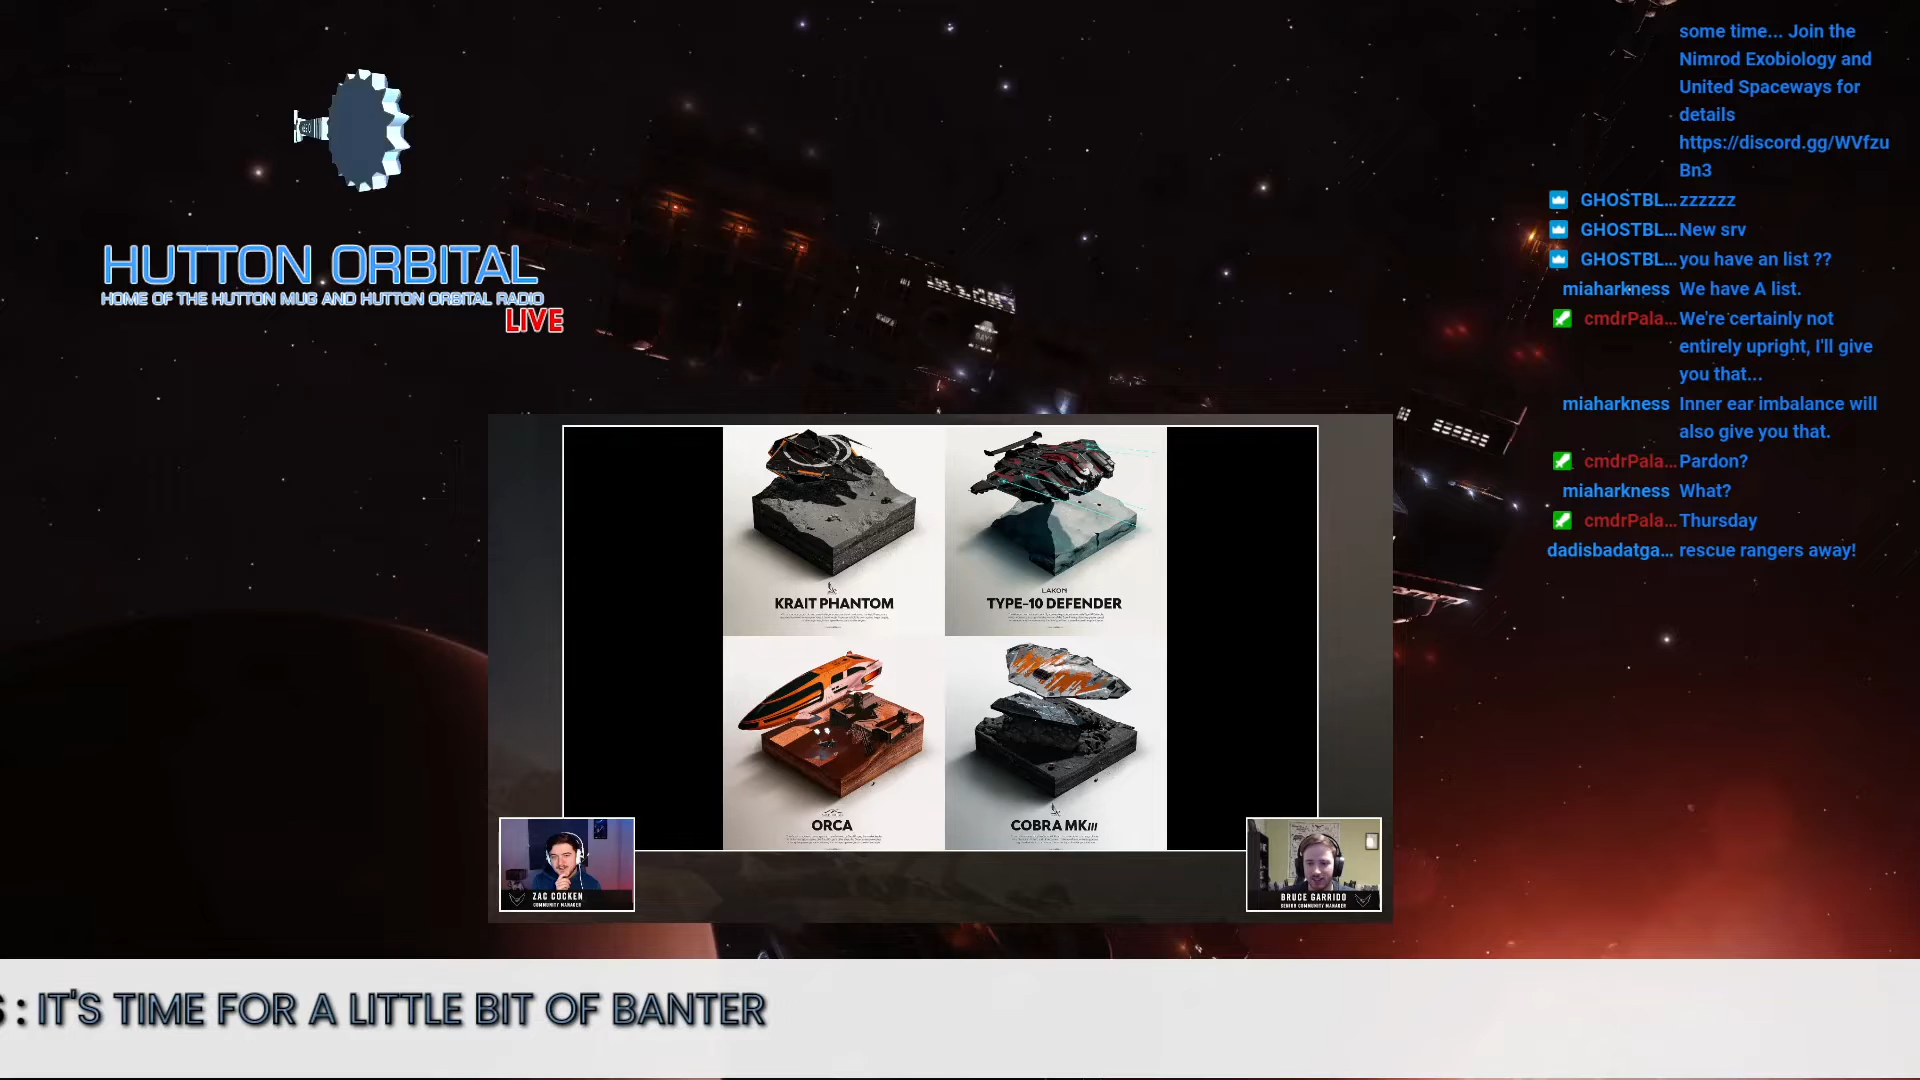 some time... Join the
Nimrod Exobiology and
United Spaceways for
details
https://discord.gg/WVfzu
Bn3
GHOSTBL... zzzzzz
GHOSTBL... New srv
GHOSTBL... you have an list ??
miaharkness We have A list.
cmdrPala... We're certainly not
entirely upright, I'll give
you that...
miaharkness Inner ear imbalance will
also give you that.
cmdrPala... Pardon?
miaharkness What?
cmdrPala... Thursday
dadisbadatga... rescue rangers away!
HUTTON ORBITAL
HOME OF THE HUTTON MUG AND HUTTON ORBITAL RADIO
LIVE
KRAIT PHANTOM
LAKON
TYPE-10 DEFENDER
ORCA
COBRA MKIII
ZAC COCKEN
COMMUNITY MANAGER
BRUCE GARRIDO
SENIOR COMMUNITY MANAGER
S : IT'S TIME FOR A LITTLE BIT OF BANTER